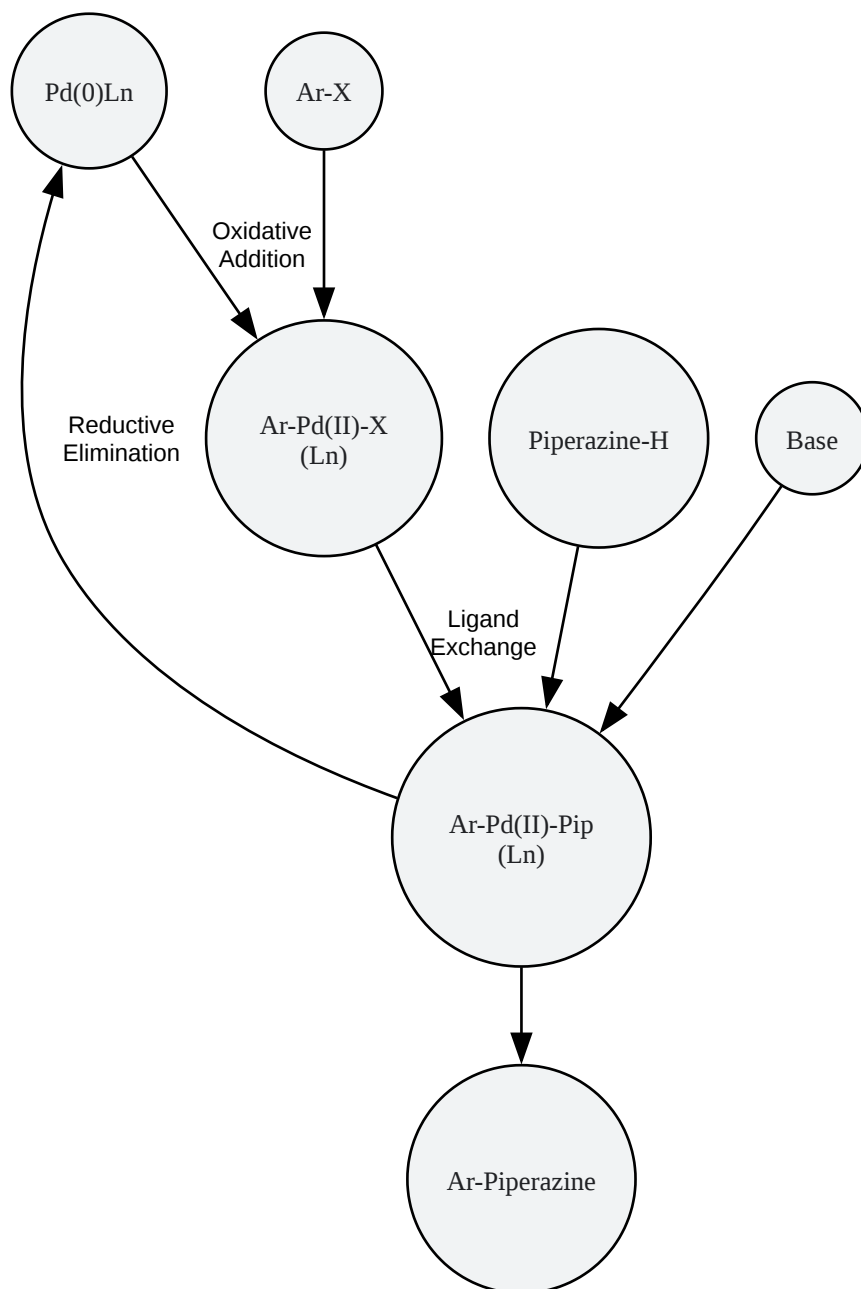 Pd(0)Ln
Ar-X
Oxidative
Addition
Reductive
Elimination
Ar-Pd(II)-X
(Ln)
Piperazine-H
Base
Ligand
Exchange
Ar-Pd(II)-Pip
(Ln)
Ar-Piperazine